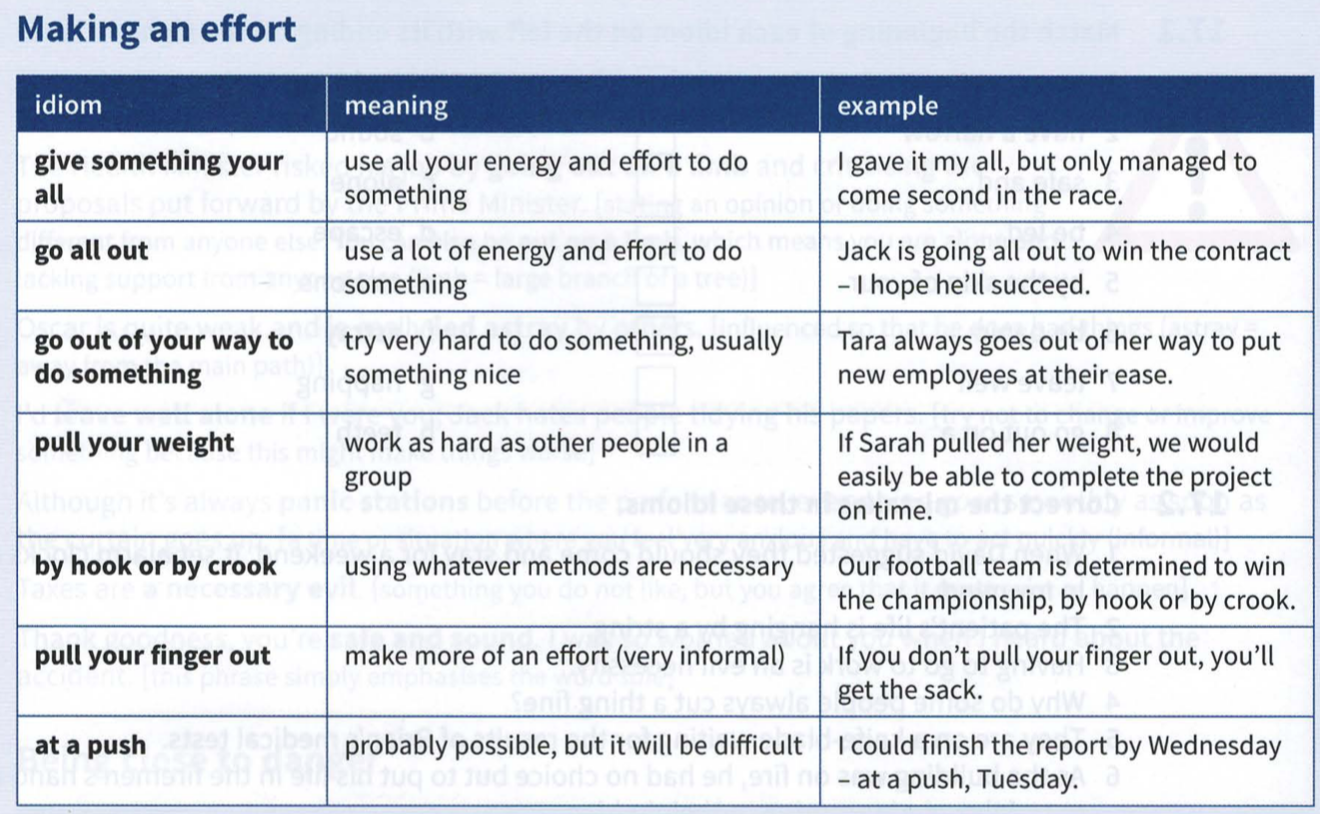 Making an effort
idiom meaning example
give something your use all your energy and effort to do I gave it my all, but only managed to
all something come second in the race.
go all out use a lot of energy and effort to do Jack is going all out to win the contract
something – I hope he'll succeed.
go out of your way to try very hard to do something, usually Tara always goes out of her way to put
do something something nice new employees at their ease.
pull your weight work as hard as other people in a If Sarah pulled her weight, we would
group easily be able to complete the project
on time.
by hook or by crook using whatever methods are necessary Our football team is determined to win
the championship, by hook or by crook.
pull your finger out make more of an effort (very informal) If you don't pull your finger out, you'll
get the sack.
at a push probably possible, but it will be difficult I could finish the report by Wednesday
– at a push, Tuesday.